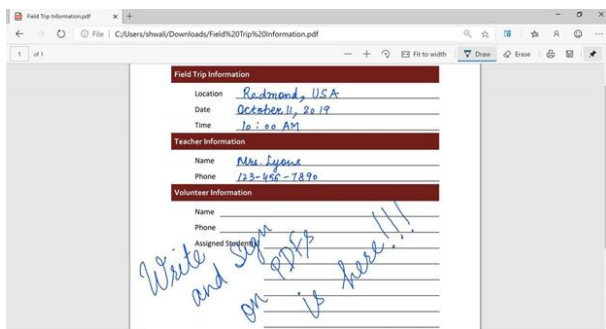 Field Trip Information.pdf
File C:/Users/shwali/Downloads/Field%20Trip%20Information.pdf
1 of 1 Fit to width Draw Erase
Field Trip Information
Location Redmond, USA
Date October 11, 2019
Time 10:00 AM
Teacher Information
Name Mrs. Lyons
Phone 123-456-7890
Volunteer Information
Name
Phone
Assigned Student(s)
Write
and Sign
on PDFs
is here!!!